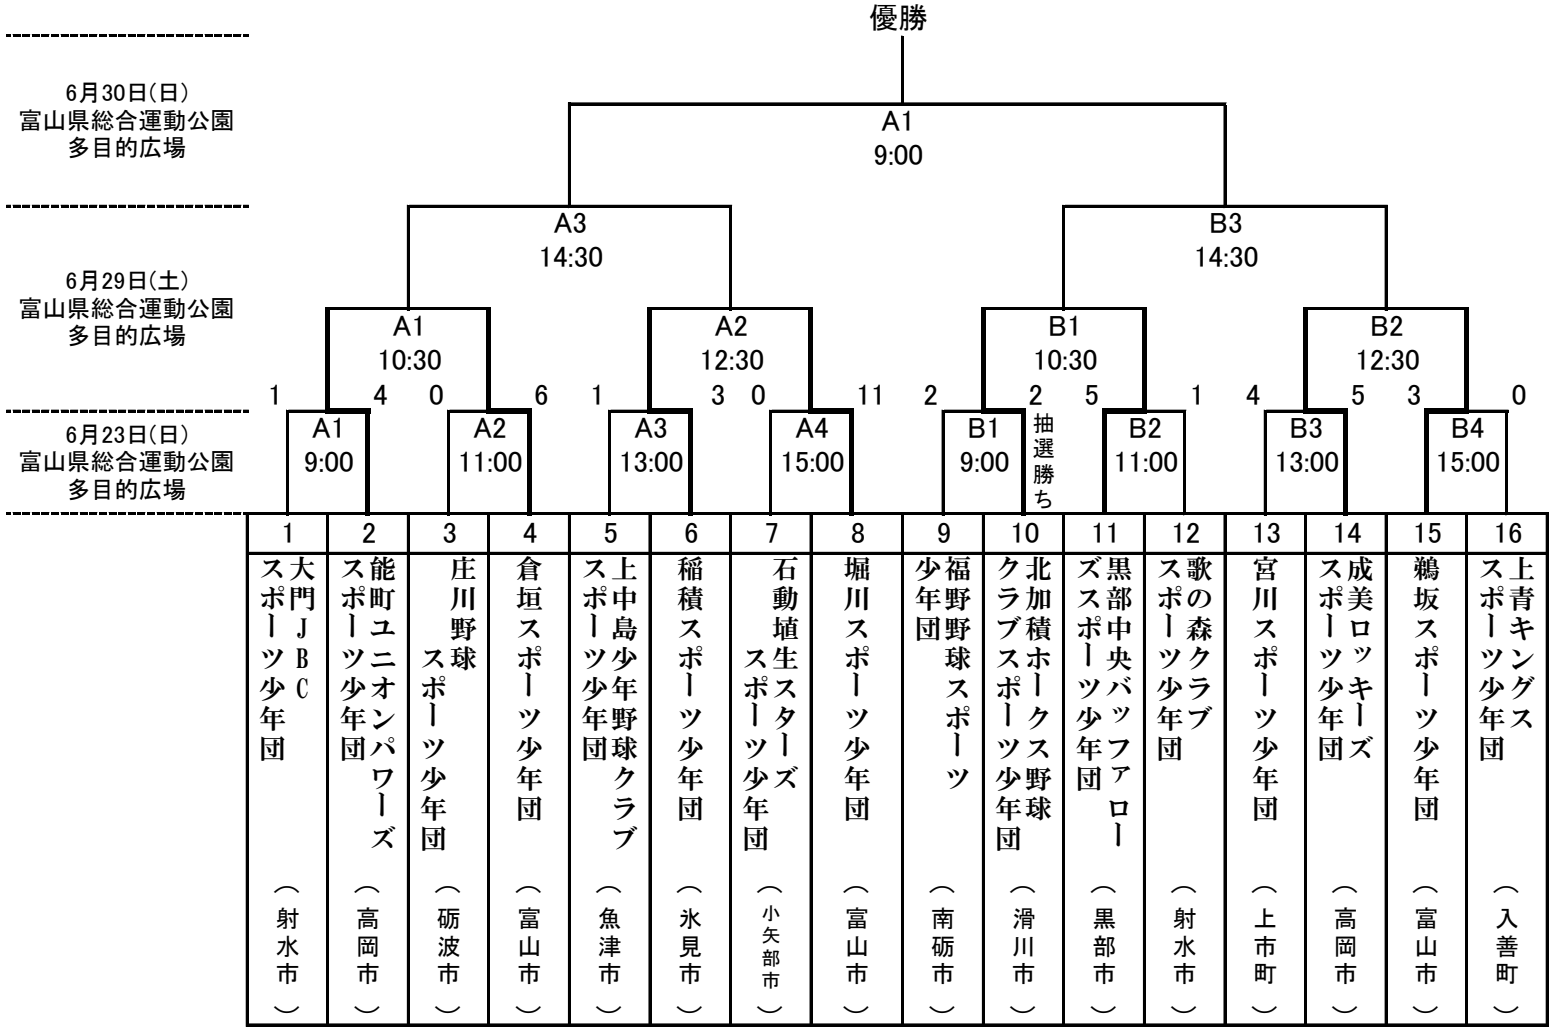 優勝
6月30日(日)
富山県総合運動公園
多目的広場
A1
9:00
6月29日(土)
富山県総合運動公園
多目的広場
A3
14:30
B3
14:30
A1
10:30
A2
12:30
B1
10:30
B2
12:30
1 4 0 6 1 3 0 11 2 2 5 1 4 5 3 0
6月23日(日)
富山県総合運動公園
多目的広場
A1
9:00
A2
11:00
A3
13:00
A4
15:00
B1
9:00
抽選勝ち
B2
11:00
B3
13:00
B4
15:00
1
大門JBC
スポーツ少年団
(射水市)
2
能町ユニオンパワーズ
スポーツ少年団
(高岡市)
3
庄川野球
スポーツ少年団
(砺波市)
4
倉垣スポーツ少年団
(富山市)
5
上中島少年野球クラブ
スポーツ少年団
(魚津市)
6
稲積スポーツ少年団
(氷見市)
7
石動埴生スターズ
スポーツ少年団
(小矢部市)
8
堀川スポーツ少年団
(富山市)
9
福野野球スポーツ
少年団
(南砺市)
10
北加積ホークス野球
クラブスポーツ少年団
(滑川市)
11
黒部中央バッファロー
ズスポーツ少年団
(黒部市)
12
歌の森クラブ
スポーツ少年団
(射水市)
13
宮川スポーツ少年団
(上市町)
14
成美ロッキーズ
スポーツ少年団
(高岡市)
15
鵜坂スポーツ少年団
(富山市)
16
上青キングス
スポーツ少年団
(入善町)